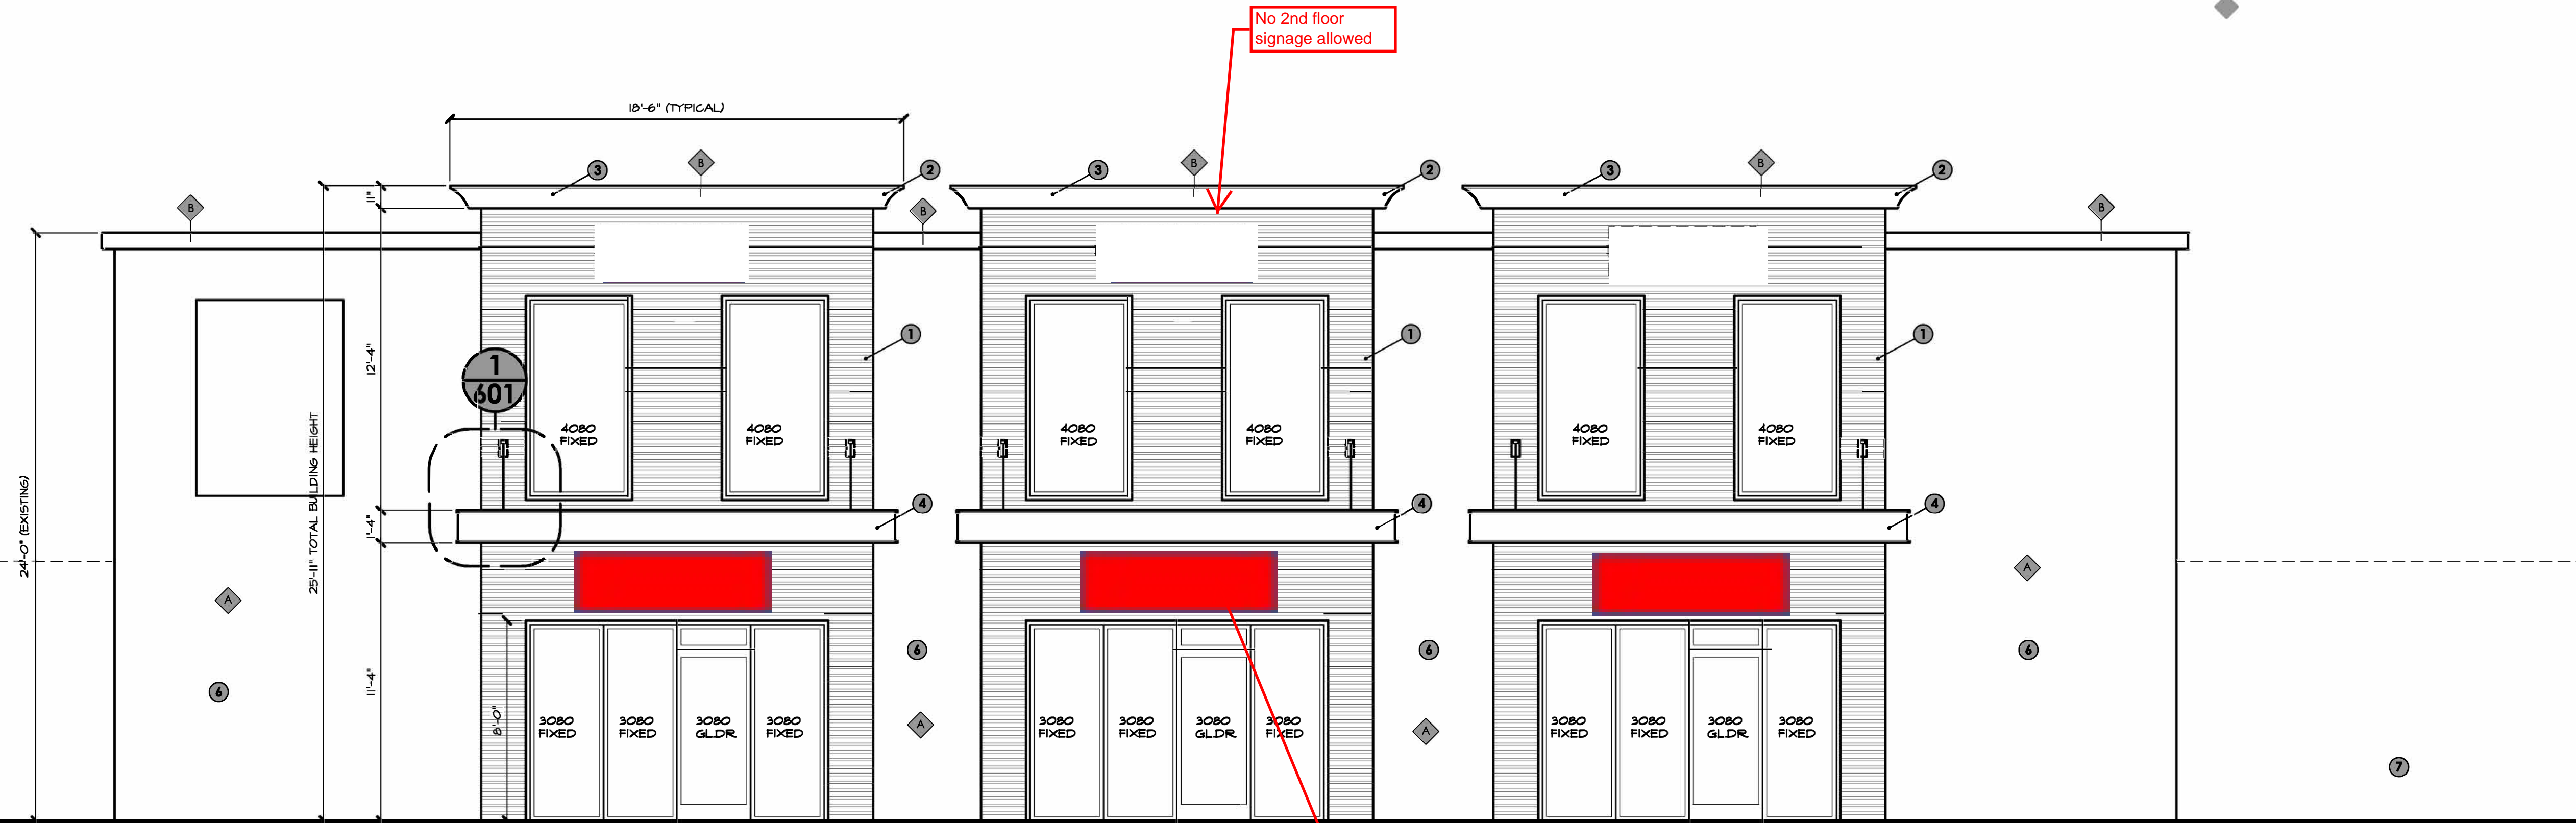 No 2nd floor
signage allowed
18'-6" (TYPICAL)
3
B
2
3
B
2
3
B
2
B
B
B
11"
1
1
1
12'-4"
1
601
4080
FIXED
4080
FIXED
4080
FIXED
4080
FIXED
4080
FIXED
4080
FIXED
24'-0" (EXISTING)
25'-11" TOTAL BUILDING HEIGHT
1'-4"
4
4
4
A
A
6
6
6
6
11'-4"
8'-0"
3080
FIXED
3080
FIXED
3080
GLDR
3080
FIXED
A
3080
FIXED
3080
FIXED
3080
GLDR
3080
FIXED
A
3080
FIXED
3080
FIXED
3080
GLDR
3080
FIXED
7